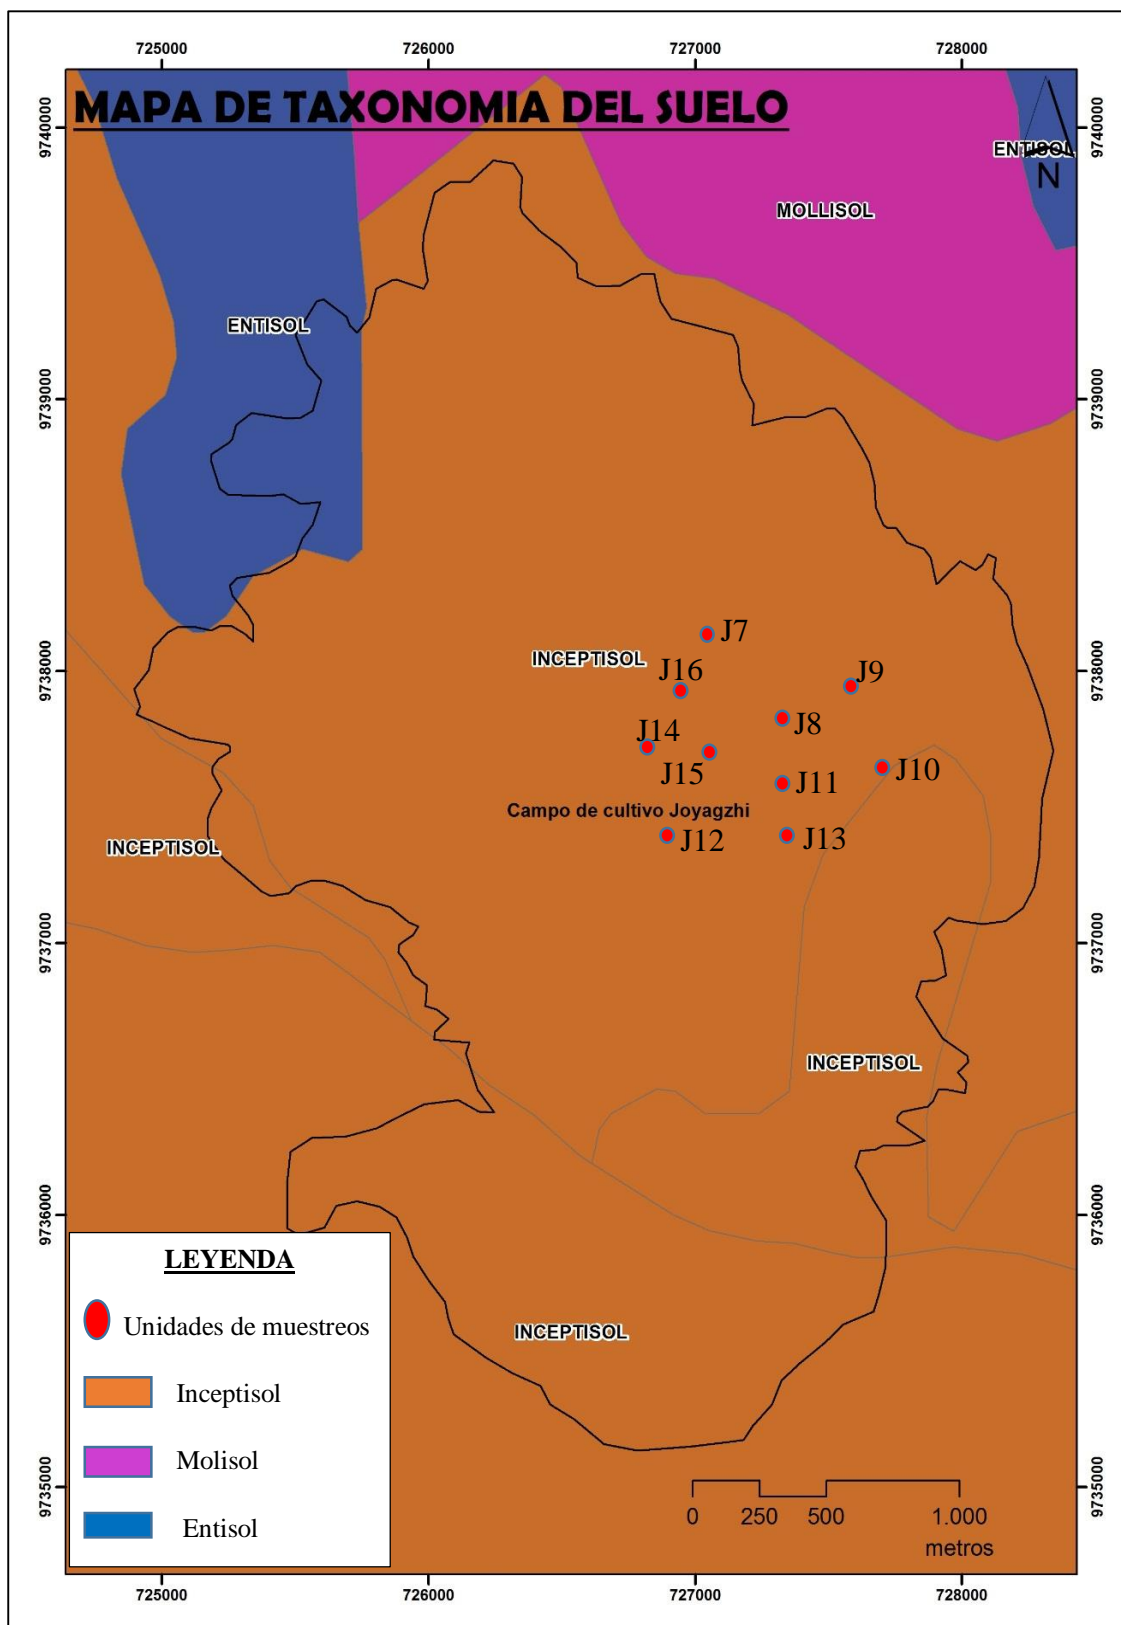 725000 726000 727000 728000
MAPA DE TAXONOMIA DEL SUELO
9740000 9740000
ENTISOL
N
MOLLISOL
ENTISOL
9739000 9739000
J7
INCEPTISOL
J16 J9
9738000 9738000
J8
J14
J15 J10
J11
Campo de cultivo Joyagzhi
J12 J13
INCEPTISOL
9737000 9737000
INCEPTISOL
9736000 9736000
LEYENDA
Unidades de muestreos
INCEPTISOL
Inceptisol
Molisol
9735000 9735000
0 250 500 1.000
Entisol
metros
725000 726000 727000 728000